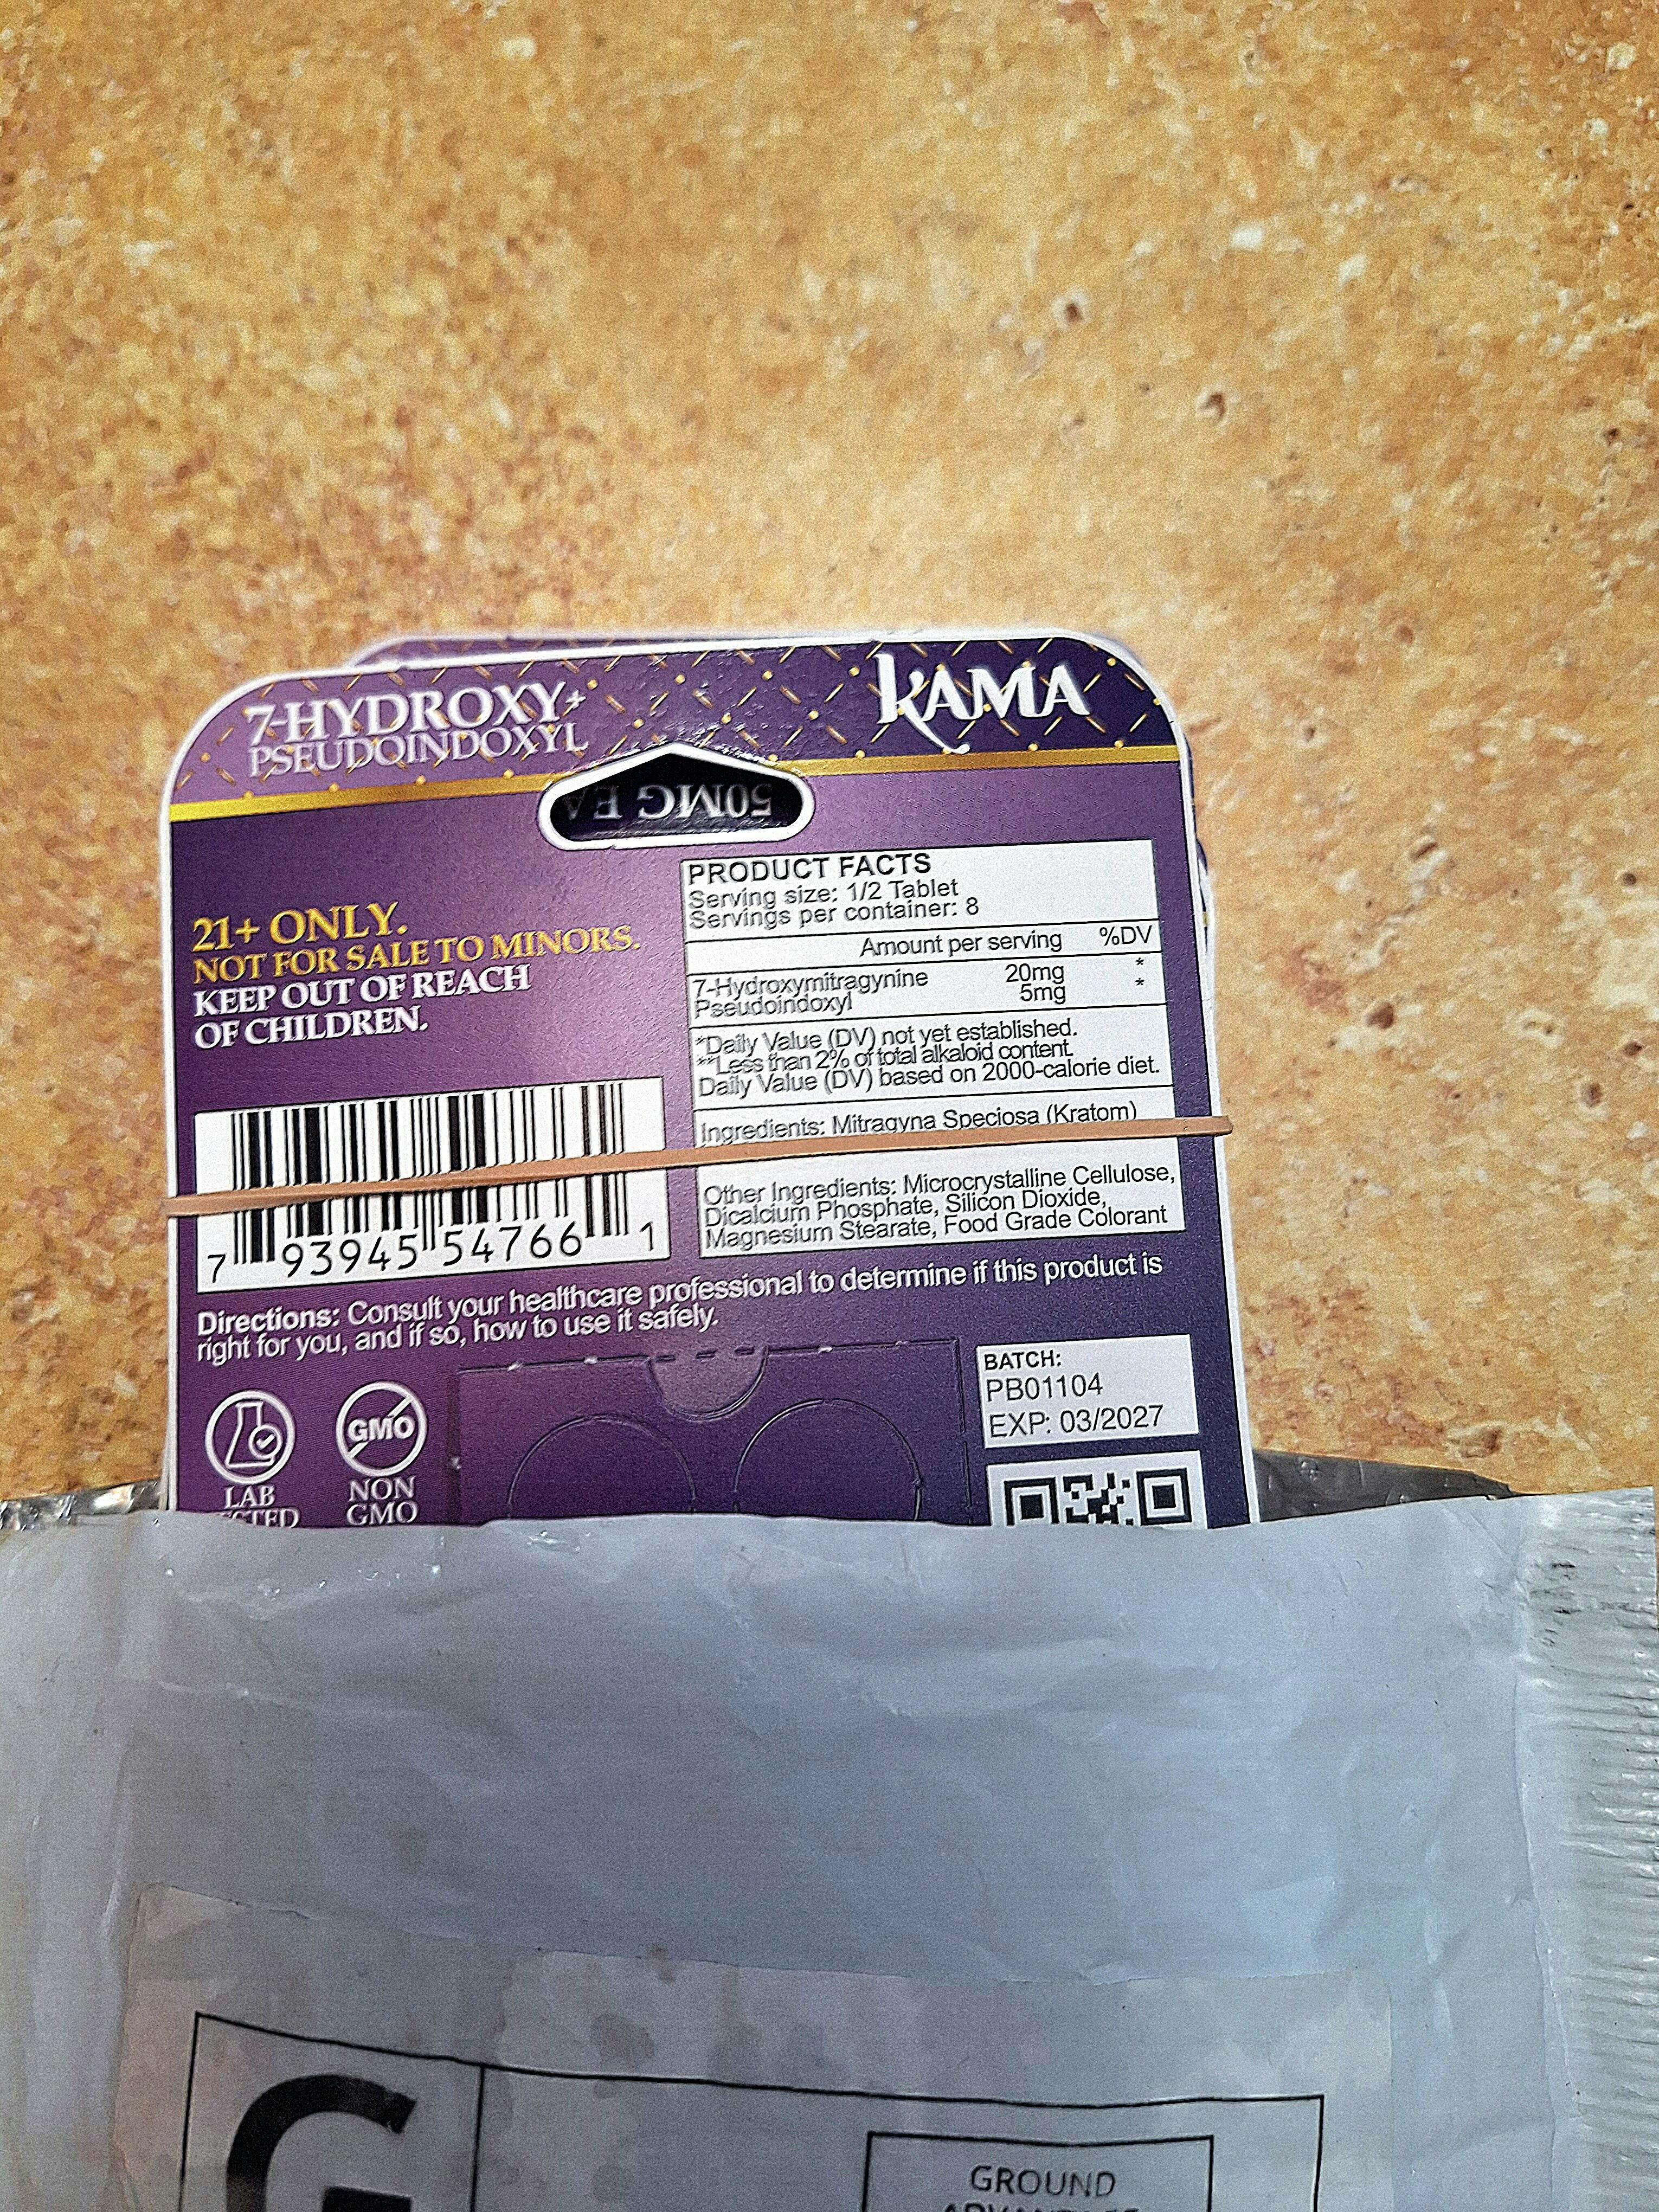 7-HYDROXY+
PSEUDOINDOXYL
KAMA
50MG EA
21+ ONLY.
NOT FOR SALE TO MINORS.
KEEP OUT OF REACH
OF CHILDREN.
PRODUCT FACTS
Serving size: 1/2 Tablet
Servings per container: 8
Amount per serving %DV
7-Hydroxymitragynine 20mg *
Pseudoindoxyl 5mg *
*Daily Value (DV) not yet established.
**Less than 2% of total alkaloid content.
Daily Value (DV) based on 2000-calorie diet.
Ingredients: Mitragyna Speciosa (Kratom)
Other Ingredients: Microcrystalline Cellulose,
Dicalcium Phosphate, Silicon Dioxide,
Magnesium Stearate, Food Grade Colorant
7 93945 54766 1
Directions: Consult your healthcare professional to determine if this product is
right for you, and if so, how to use it safely.
LAB
GMO
NON
GMO
BATCH:
PB01104
EXP: 03/2027
G
GROUND